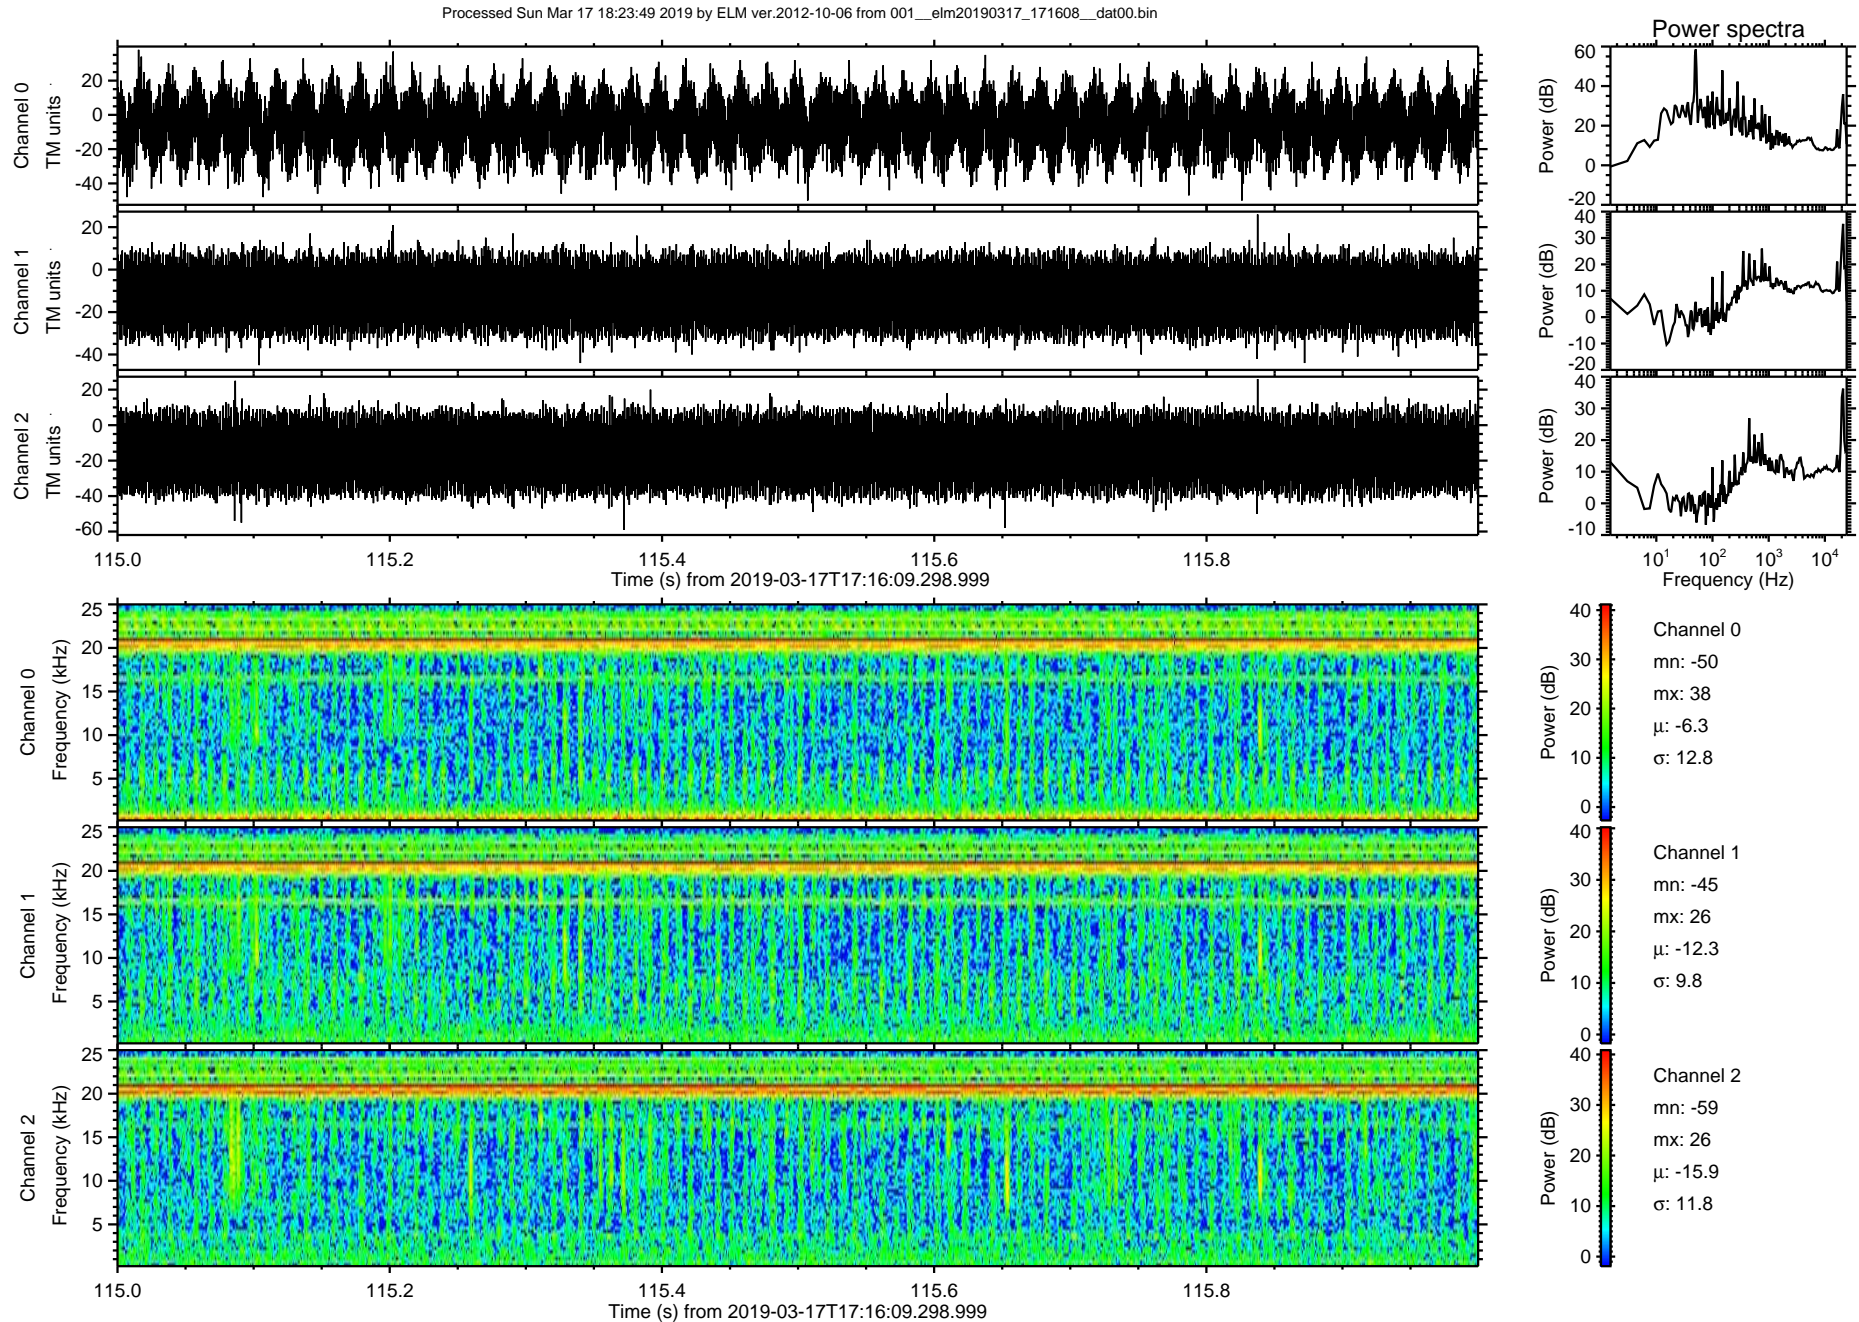 Processed Sun Mar 17 18:23:49 2019 by ELM ver.2012-10-06 from 001__elm20190317_171608__dat00.bin
Power spectra
Channel 0
TM units
20
0
-20
-40
Power (dB)
60
40
20
0
-20
Channel 1
TM units
20
0
-20
-40
Power (dB)
40
30
20
10
0
-10
-20
Channel 2
TM units
20
0
-20
-40
-60
Power (dB)
40
30
20
10
0
-10
115.0 115.2 115.4 115.6 115.8
Time (s) from 2019-03-17T17:16:09.298.999
10^1 10^2 10^3 10^4
Frequency (Hz)
Channel 0
Frequency (kHz)
25
20
15
10
5
Power (dB)
40
30
20
10
0
Channel 0
mn: -50
mx: 38
μ: -6.3
σ: 12.8
Channel 1
Frequency (kHz)
25
20
15
10
5
Power (dB)
40
30
20
10
0
Channel 1
mn: -45
mx: 26
μ: -12.3
σ: 9.8
Channel 2
Frequency (kHz)
25
20
15
10
5
Power (dB)
40
30
20
10
0
Channel 2
mn: -59
mx: 26
μ: -15.9
σ: 11.8
115.0 115.2 115.4 115.6 115.8
Time (s) from 2019-03-17T17:16:09.298.999